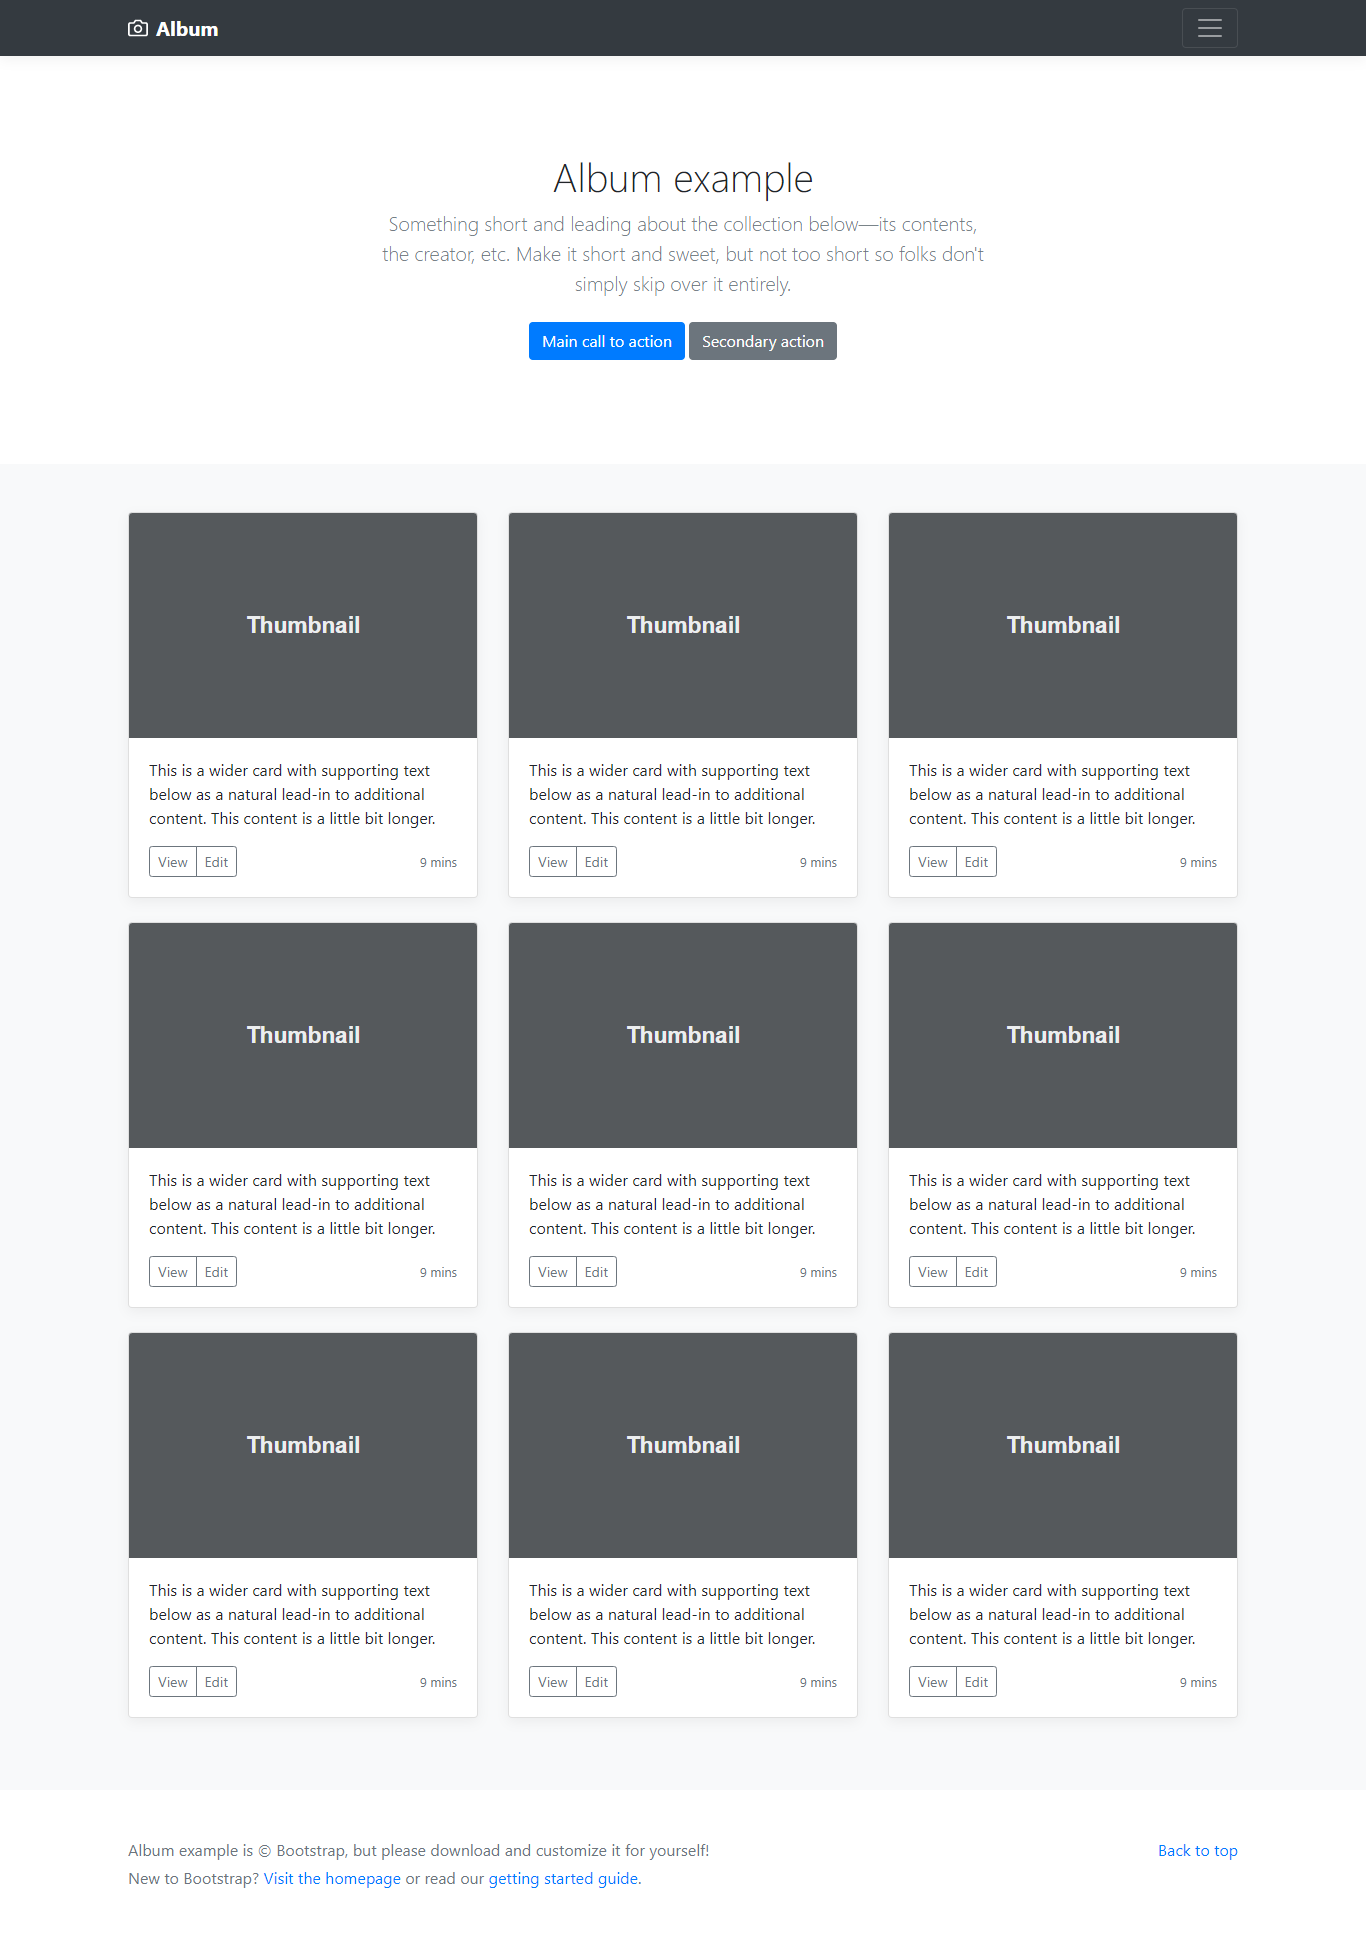 Album
Album example
Something short and leading about the collection below—its contents,
the creator, etc. Make it short and sweet, but not too short so folks don't
simply skip over it entirely.
Main call to action Secondary action
Thumbnail Thumbnail Thumbnail
This is a wider card with supporting text
below as a natural lead-in to additional
content. This content is a little bit longer.
View Edit 9 mins
This is a wider card with supporting text
below as a natural lead-in to additional
content. This content is a little bit longer.
View Edit 9 mins
This is a wider card with supporting text
below as a natural lead-in to additional
content. This content is a little bit longer.
View Edit 9 mins
Thumbnail Thumbnail Thumbnail
This is a wider card with supporting text
below as a natural lead-in to additional
content. This content is a little bit longer.
View Edit 9 mins
This is a wider card with supporting text
below as a natural lead-in to additional
content. This content is a little bit longer.
View Edit 9 mins
This is a wider card with supporting text
below as a natural lead-in to additional
content. This content is a little bit longer.
View Edit 9 mins
Thumbnail Thumbnail Thumbnail
This is a wider card with supporting text
below as a natural lead-in to additional
content. This content is a little bit longer.
View Edit 9 mins
This is a wider card with supporting text
below as a natural lead-in to additional
content. This content is a little bit longer.
View Edit 9 mins
This is a wider card with supporting text
below as a natural lead-in to additional
content. This content is a little bit longer.
View Edit 9 mins
Album example is © Bootstrap, but please download and customize it for yourself! Back to top
New to Bootstrap? Visit the homepage or read our getting started guide.